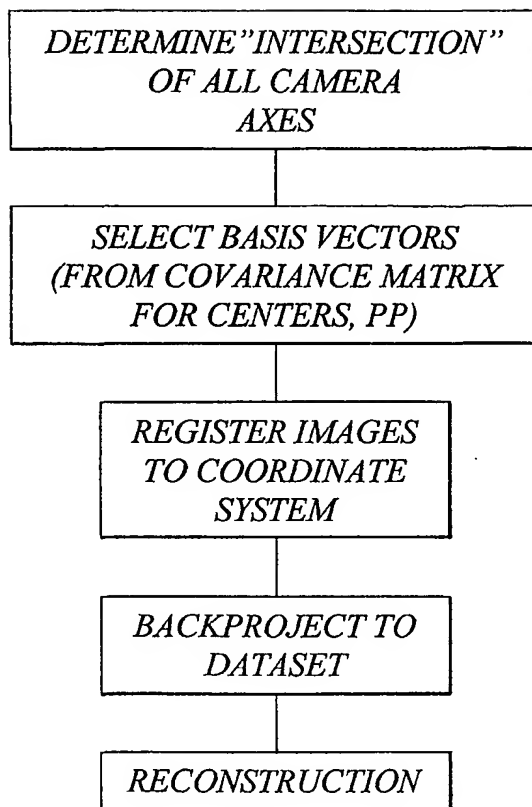 DETERMINE"INTERSECTION"
OF ALL CAMERA
AXES
SELECT BASIS VECTORS
(FROM COVARIANCE MATRIX
FOR CENTERS, PP)
REGISTER IMAGES
TO COORDINATE
SYSTEM
BACKPROJECT TO
DATASET
RECONSTRUCTION